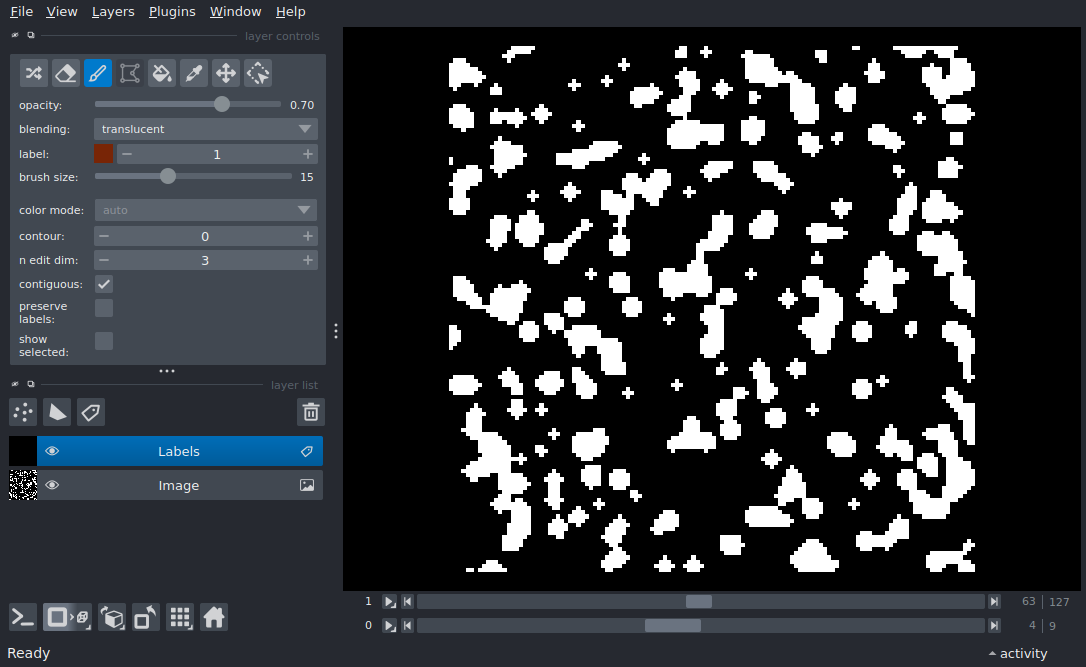 File View Layers Plugins Window Help
layer controls
opacity: 0.70
blending: translucent
label: 1
brush size: 15
color mode: auto
contour: 0
n edit dim: 3
contiguous:
preserve
labels:
show
selected:
layer list
Labels
Image
1 63 127
0 4 9
Ready activity